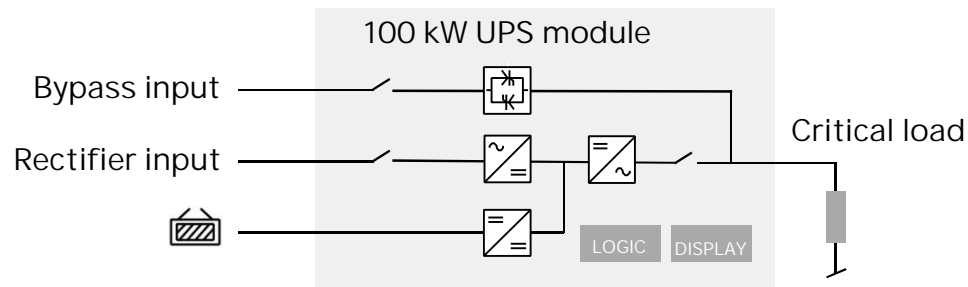 100 kW UPS module
Bypass input
Critical load
Rectifier input
LOGIC
DISPLAY